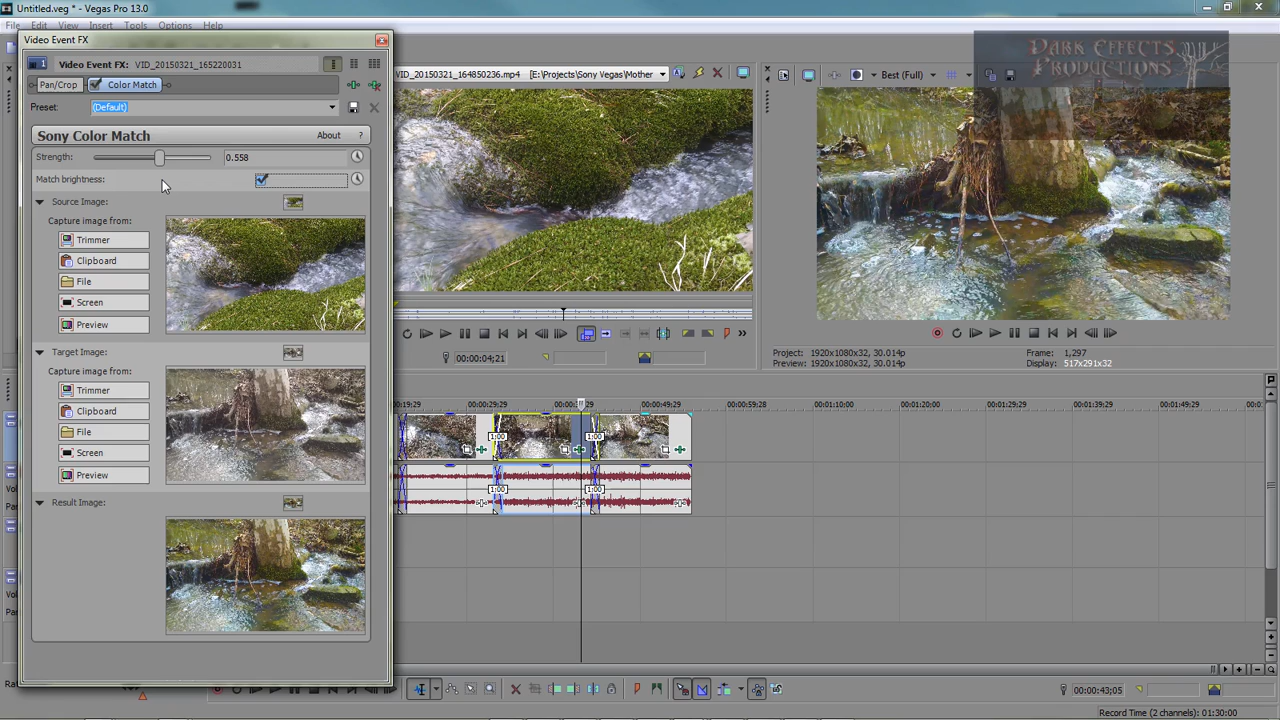 Untitled.veg * - Vegas Pro 13.0
File Edit View Insert Tools Options Help
Video Event FX
Video Event FX: VID_20150321_165220031
Pan/Crop Color Match
Preset: (Default)
Sony Color Match About ?
Strength: 0.558
Match brightness:
Source Image:
Capture image from:
Trimmer
Clipboard
File
Screen
Preview
Target Image:
Capture image from:
Trimmer
Clipboard
File
Screen
Preview
Result Image:
VID_20150321_164850236.mp4 [E:\Projects\Sony Vegas\Mother
Best (Full)
Dark Effects
Productions
00:00:04;21
Project: 1920x1080x32, 30.014p
Preview: 1920x1080x32, 30.014p
Frame: 1,297
Display: 517x291x32
:00:19:29 00:00:29:29 00:00:49:29 00:00:59:28 00:01:10:00 00:01:20:00 00:01:29:29 00:01:39:29 00:01:49:29
1:00 1:00
1:00 1:00
00:00:43;05
Record Time (2 channels): 01:30:00